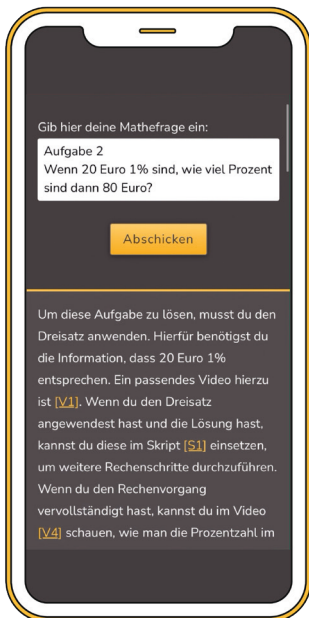 Gib hier deine Mathefrage ein:
Aufgabe 2
Wenn 20 Euro 1% sind, wie viel Prozent
sind dann 80 Euro?
Abschicken
Um diese Aufgabe zu lösen, musst du den
Dreisatz anwenden. Hierfür benötigst du
die Information, dass 20 Euro 1%
entsprechen. Ein passendes Video hierzu
ist [V1]. Wenn du den Dreisatz
angewendest hast und die Lösung hast,
kannst du diese im Skript [S1] einsetzen,
um weitere Rechenschritte durchzuführen.
Wenn du den Rechenvorgang
vervollständigt hast, kannst du im Video
[V4] schauen, wie man die Prozentzahl im